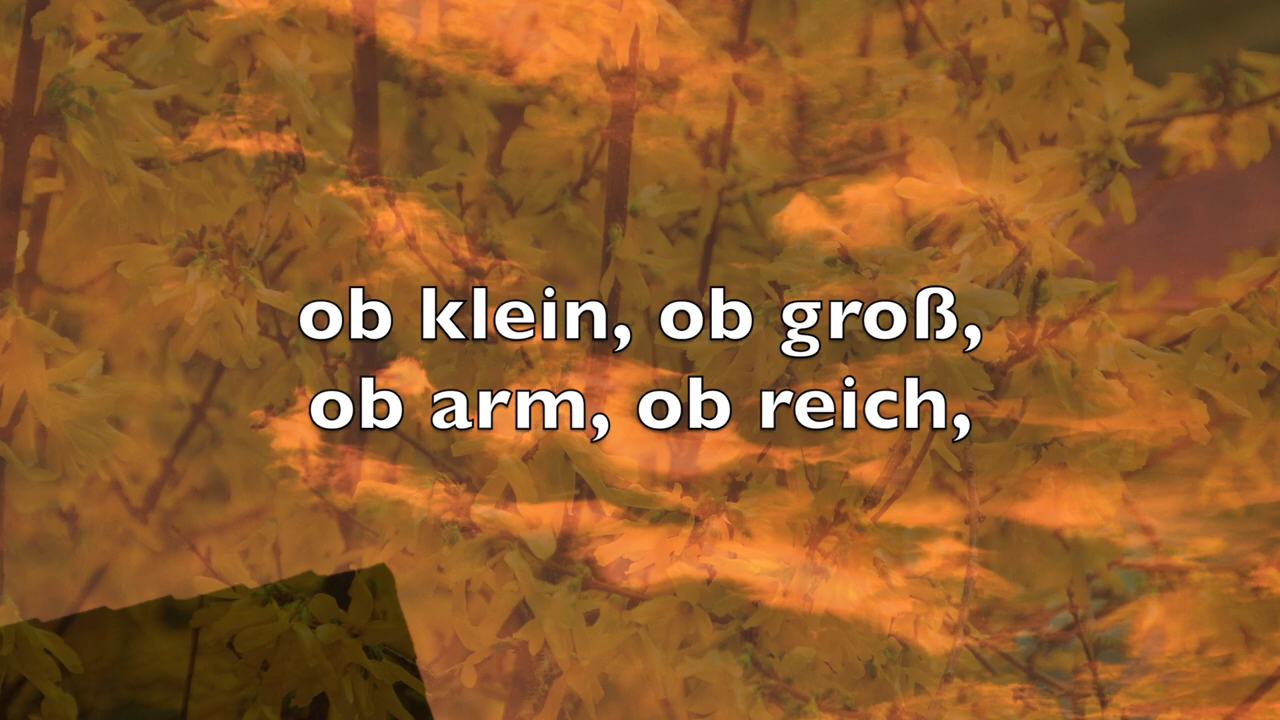 ob klein, ob groß,
ob arm, ob reich,